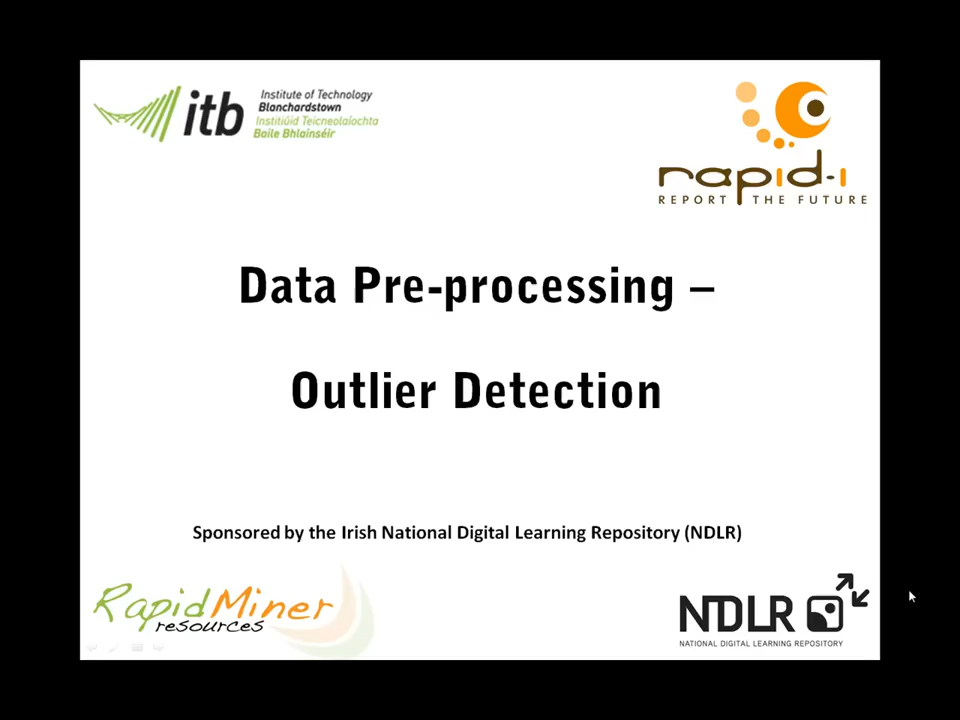 itb
Institute of Technology
Blanchardstown
Institiúid Teicneolaíochta
Baile Bhlainséir
rapid-i
REPORT THE FUTURE
Data Pre-processing –
Outlier Detection
Sponsored by the Irish National Digital Learning Repository (NDLR)
RapidMiner
resources
NDLR
NATIONAL DIGITAL LEARNING REPOSITORY